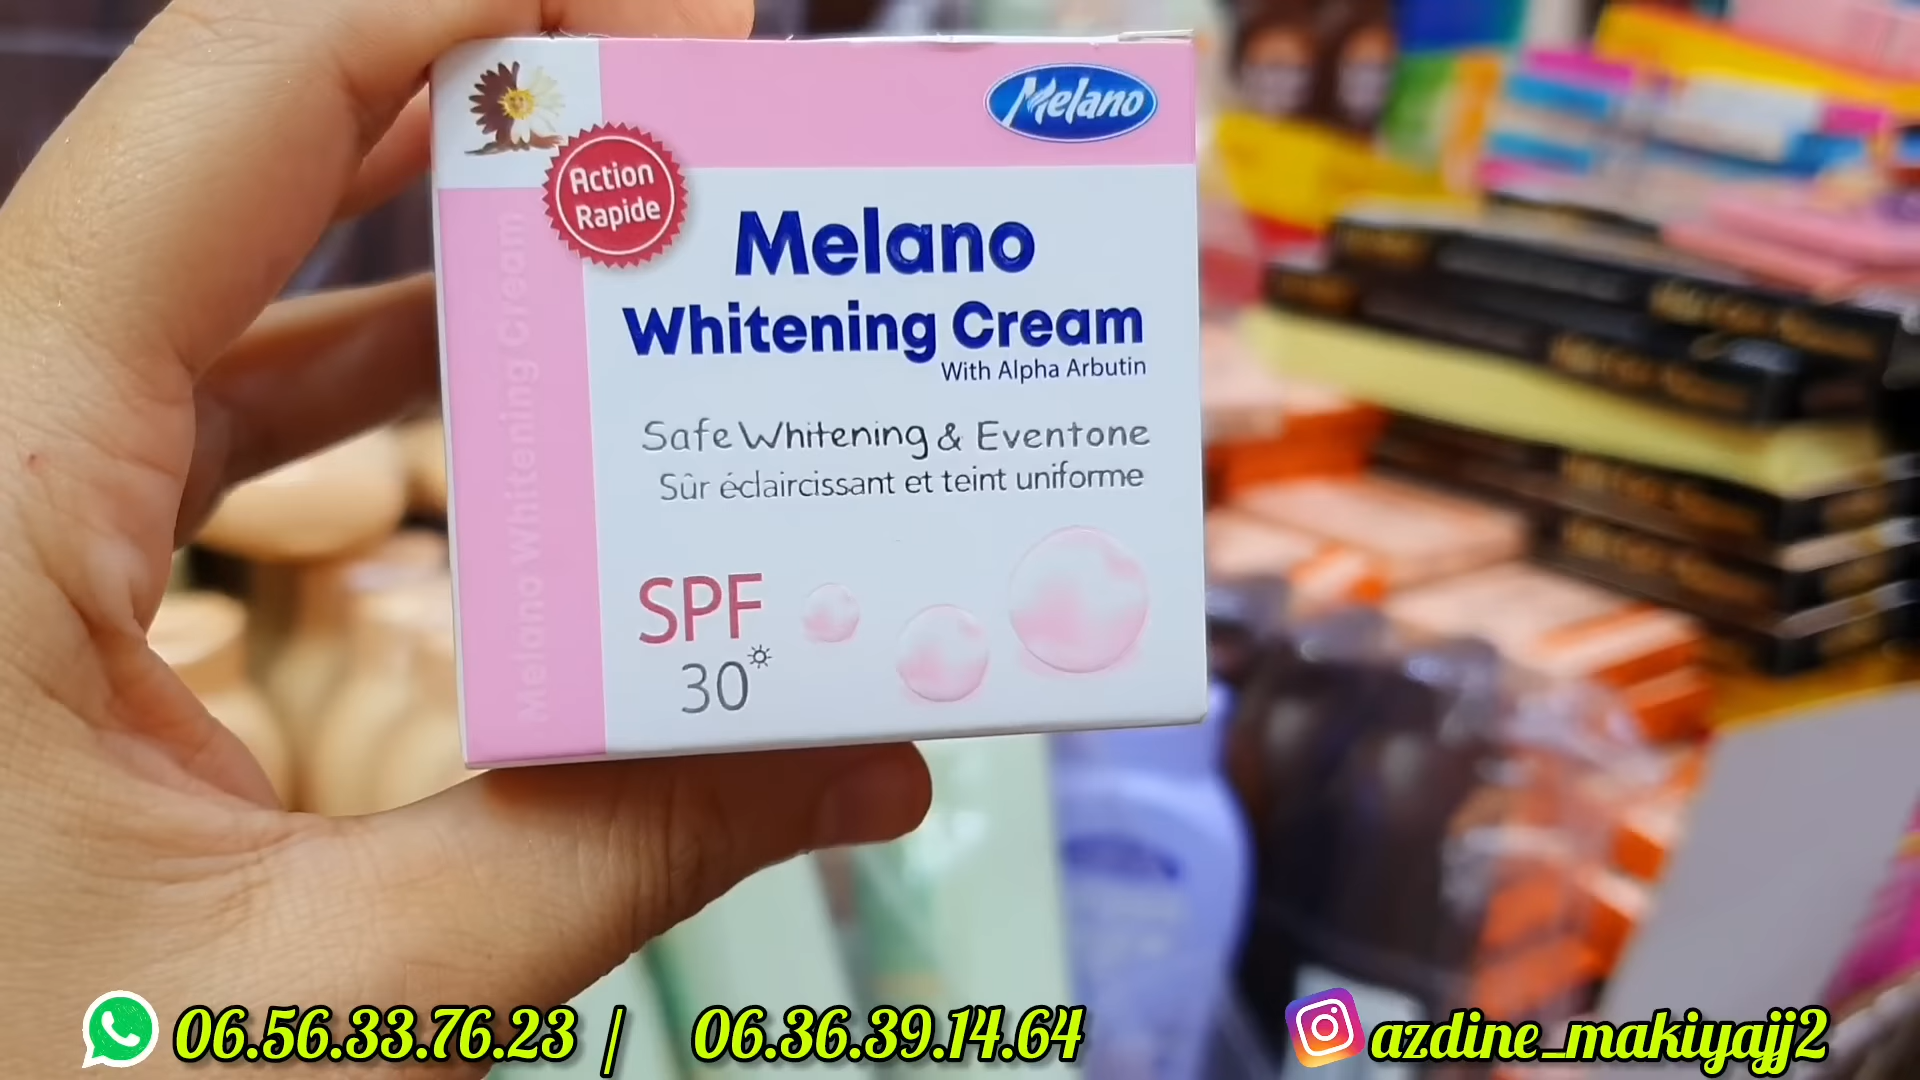 Melano
Action
Rapide
Melano
Whitening Cream
With Alpha Arbutin
Safe Whitening & Eventone
Sûr éclaircissant et teint uniforme
SPF
30
Melano Whitening Cream
06.56.33.76.23 / 06.36.39.14.64
azdine_makiyajj2